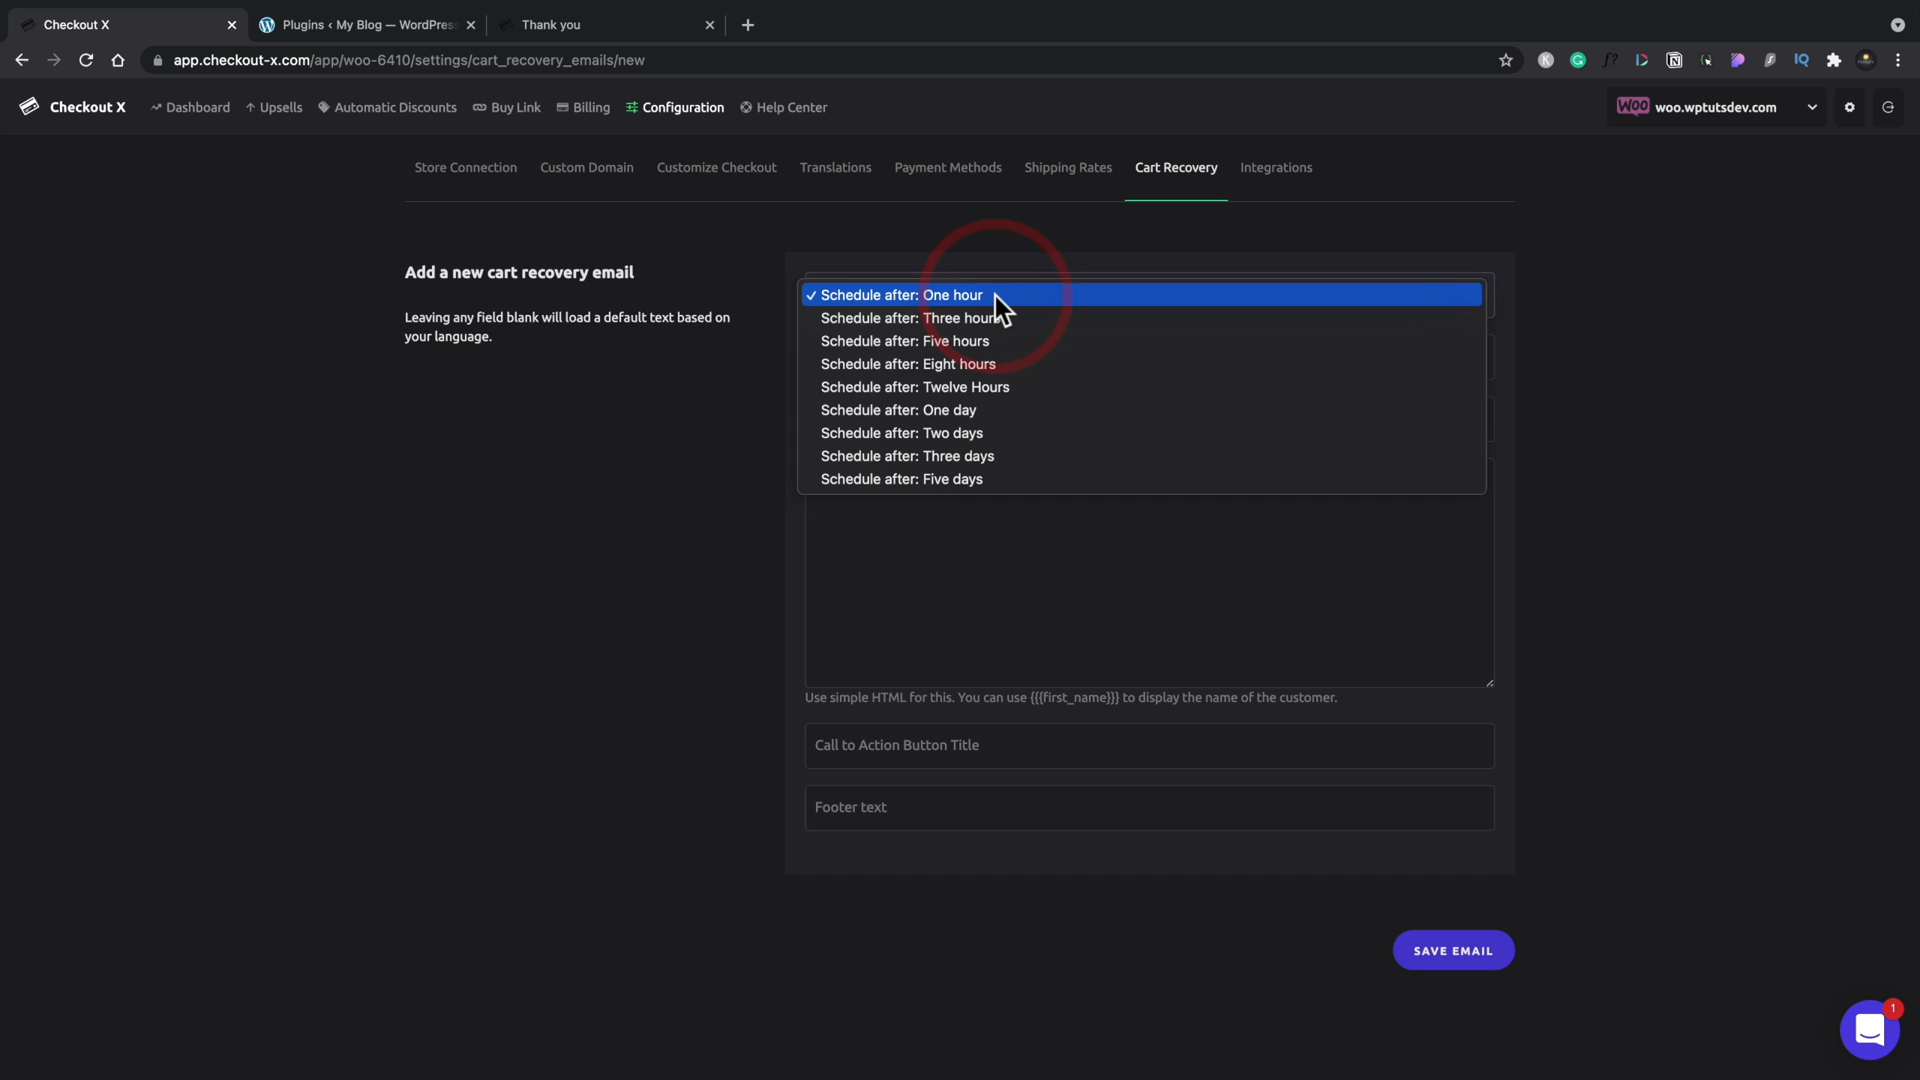 Checkout X
Plugins < My Blog — WordPres
Thank you
app.checkout-x.com/app/woo-6410/settings/cart_recovery_emails/new
Checkout X
Dashboard
Upsells
Automatic Discounts
Buy Link
Billing
Configuration
Help Center
woo woo.wptutsdev.com
Store Connection
Custom Domain
Customize Checkout
Translations
Payment Methods
Shipping Rates
Cart Recovery
Integrations
Add a new cart recovery email
Leaving any field blank will load a default text based on
your language.
✓ Schedule after: One hour
Schedule after: Three hours
Schedule after: Five hours
Schedule after: Eight hours
Schedule after: Twelve Hours
Schedule after: One day
Schedule after: Two days
Schedule after: Three days
Schedule after: Five days
Use simple HTML for this. You can use {{{first_name}}} to display the name of the customer.
Call to Action Button Title
Footer text
SAVE EMAIL
1